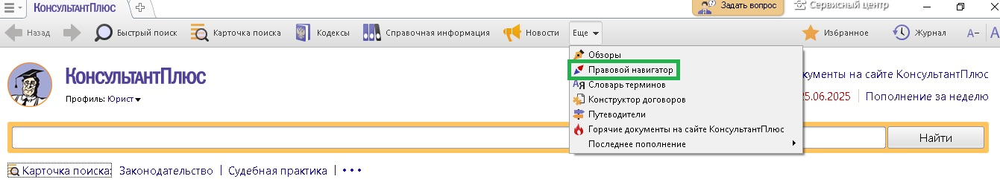 КонсультантПлюс
Задать вопрос
Сервисный центр
Назад
Быстрый поиск
Карточка поиска
Кодексы
Справочная информация
Новости
Еще
Избранное
Журнал
А−
А
Обзоры
Правовой навигатор
Словарь терминов
Конструктор договоров
Путеводители
Горячие документы на сайте КонсультантПлюс
Последнее пополнение
КонсультантПлюс
Профиль: Юрист
кументы на сайте КонсультантПлюс
25.06.2025 | Пополнение за неделю
Найти
Карточка поиска Законодательство | Судебная практика | • • •